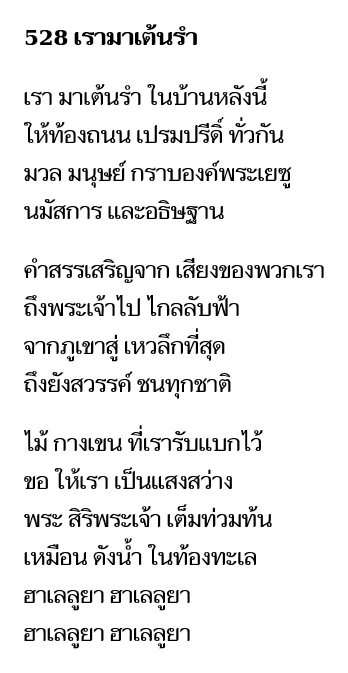 528 เรามาเต้นรำ
เรา มาเต้นรำ ในบ้านหลังนี้
ให้ท้องถนน เปรมปรีดิ์ ทั่วกัน
มวล มนุษย์ กราบองค์พระเยซู
นมัสการ และอธิษฐาน
คำสรรเสริญจาก เสียงของพวกเรา
ถึงพระเจ้าไป ไกลลับฟ้า
จากภูเขาสู่ เหวลึกที่สุด
ถึงยังสวรรค์ ชนทุกชาติ
ไม้ กางเขน ที่เรารับแบกไว้
ขอ ให้เรา เป็นแสงสว่าง
พระ สิริพระเจ้า เต็มท่วมท้น
เหมือน ดังน้ำ ในท้องทะเล
ฮาเลลูยา ฮาเลลูยา
ฮาเลลูยา ฮาเลลูยา